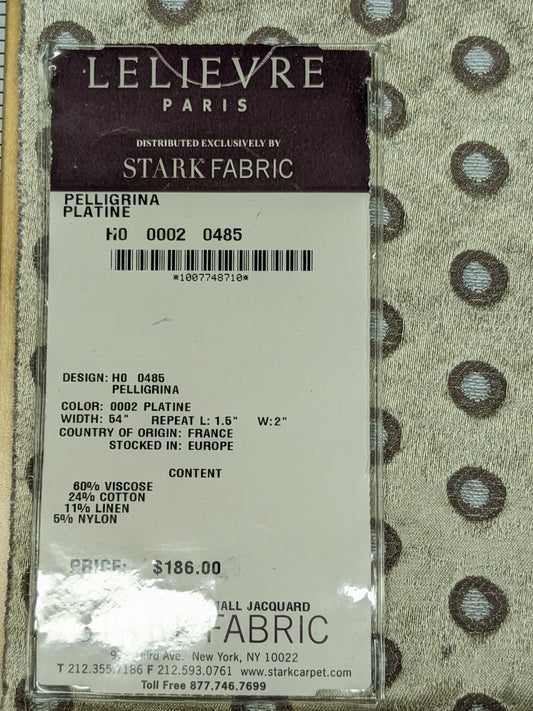 LELIEVRE
PARIS
DISTRIBUTED EXCLUSIVELY BY
STARK FABRIC
PELLIGRINA
PLATINE
H0 0002 0485
*1007748710*
DESIGN: H0 0485
PELLIGRINA
COLOR: 0002 PLATINE
WIDTH: 54" REPEAT L: 1.5" W:2"
COUNTRY OF ORIGIN: FRANCE
STOCKED IN: EUROPE
CONTENT
60% VISCOSE
24% COTTON
11% LINEN
5% NYLON
PRICE: $186.00
JACQUARD
FABRIC
Ave. New York, NY 10022
T 212.355.7186 F 212.593.0761 www.starkcarpet.com
Toll Free 877.746.7699